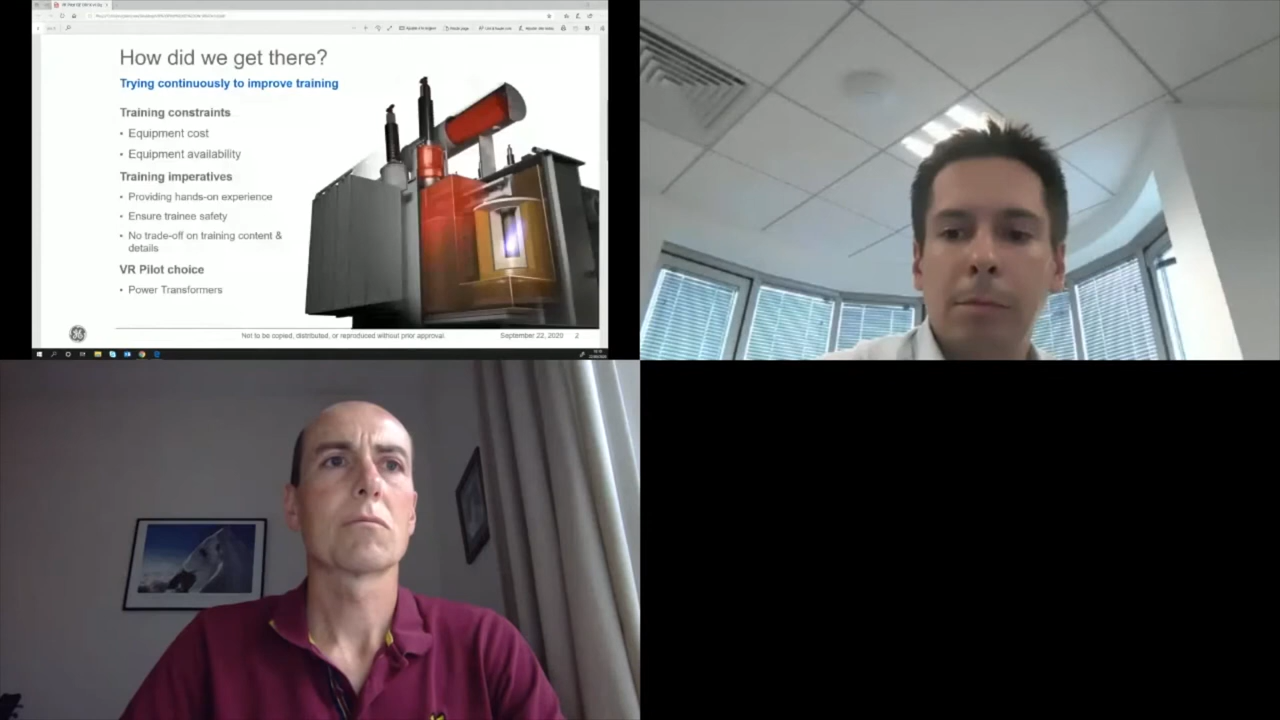 How did we get there?
Trying continuously to improve training
Training constraints
• Equipment cost
• Equipment availability
Training imperatives
• Providing hands-on experience
• Ensure trainee safety
• No trade-off on training content &
details
VR Pilot choice
• Power Transformers
Not to be copied, distributed, or reproduced without prior approval.
September 22, 2020 2